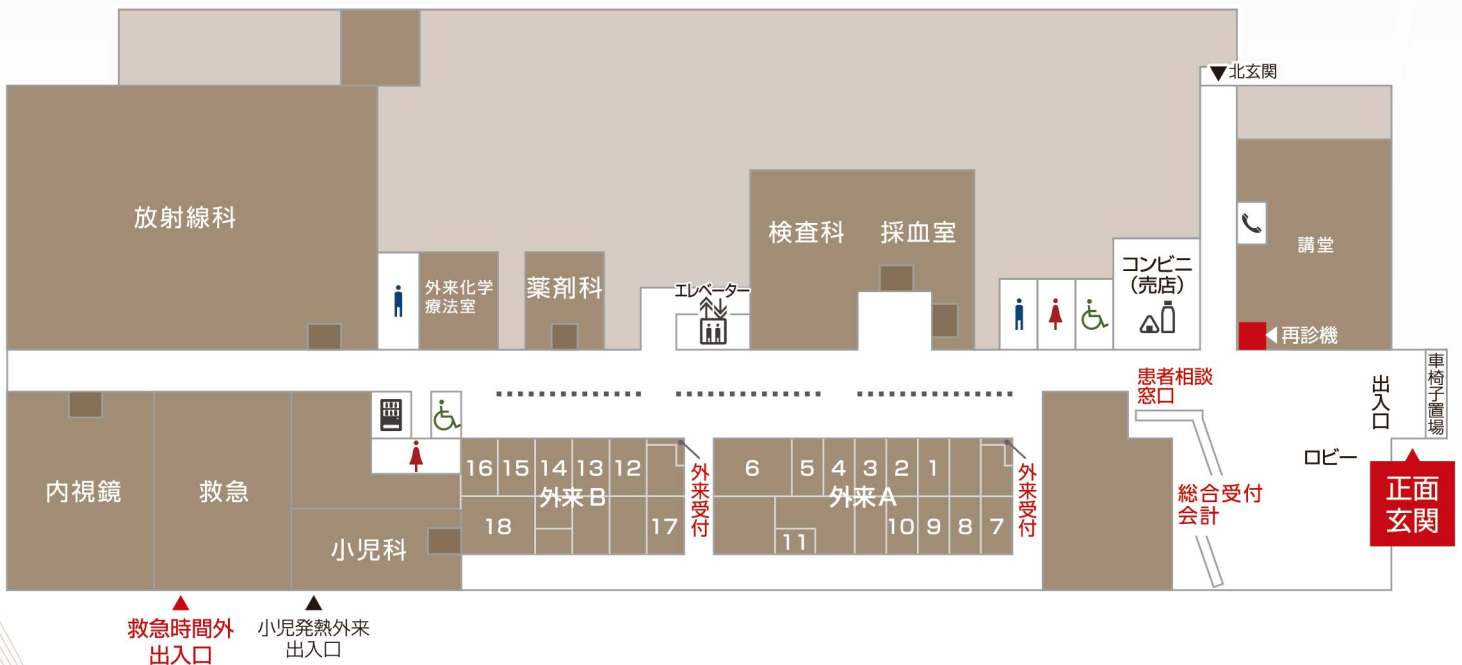 ▼北玄関
放射線科
検査科
採血室
講堂
コンビニ
(売店)
外来化学
療法室
薬剤科
エレベーター
◀再診機
患者相談
窓口
出入口
車椅子置場
ロビー
内視鏡
救急
小児科
16
15
14
13
12
外来B
18
17
外来受付
6
5
4
3
2
1
外来A
11
10
9
8
7
外来受付
総合受付
会計
正面
玄関
救急時間外
出入口
小児発熱外来
出入口